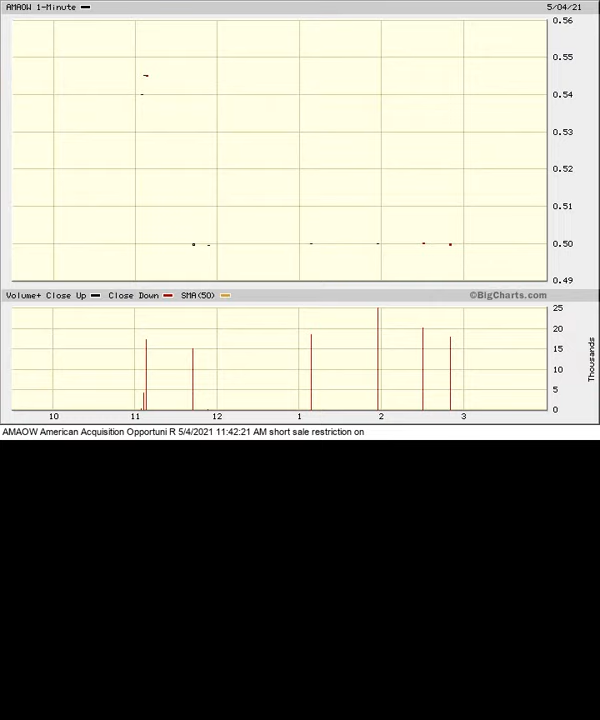 AMAOW 1-Minute 5/04/21
0.56
0.55
0.54
0.53
0.52
0.51
0.50
0.49
Volume+ Close Up Close Down SMA(50) ©BigCharts.com
25
20
15
10
5
0
Thousands
10 11 12 1 2 3
AMAOW American Acquisition Opportuni R 5/4/2021 11:42:21 AM short sale restriction on